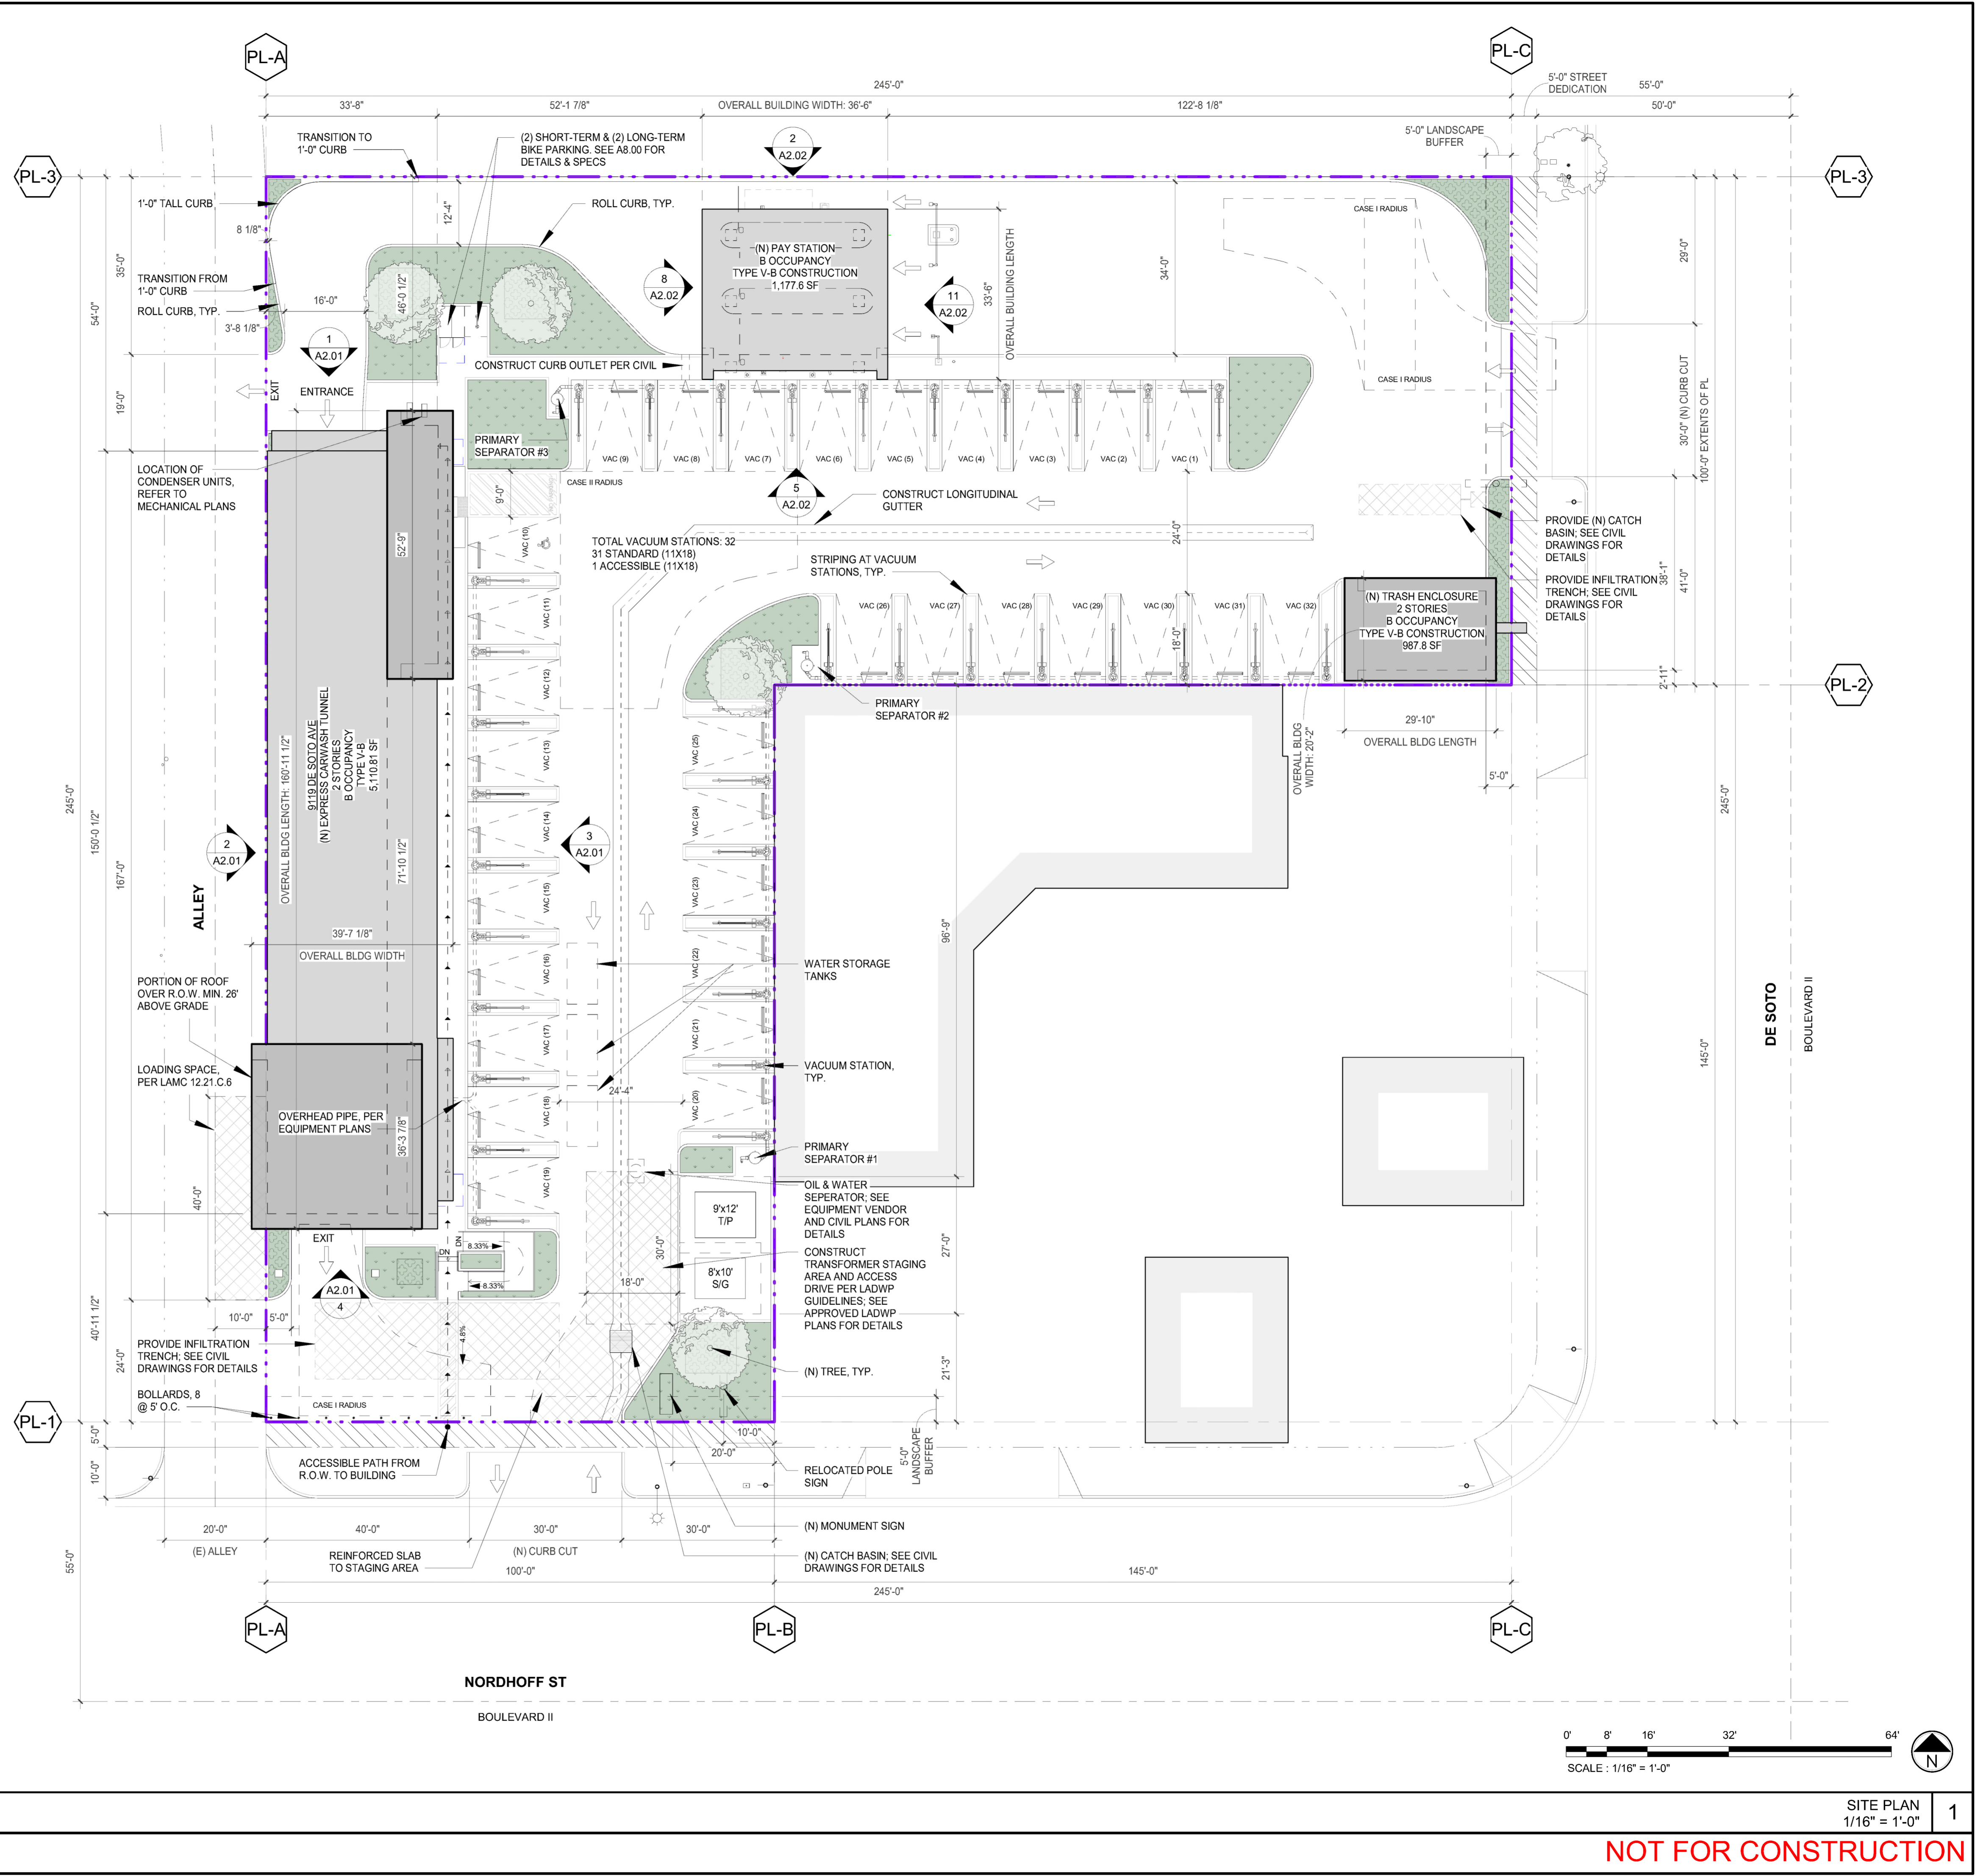 PL-A
PL-C
245'-0"
5'-0" STREET
DEDICATION
55'-0"
33'-8"
52'-1 7/8"
OVERALL BUILDING WIDTH: 36'-6"
122'-8 1/8"
50'-0"
TRANSITION TO
1'-0" CURB
(2) SHORT-TERM & (2) LONG-TERM
BIKE PARKING. SEE A8.00 FOR
DETAILS & SPECS
2
A2.02
5'-0" LANDSCAPE
BUFFER
PL-3
PL-3
1'-0" TALL CURB
8 1/8"
12'-4"
ROLL CURB, TYP.
CASE I RADIUS
35'-0"
54'-0"
TRANSITION FROM
1'-0" CURB
ROLL CURB, TYP.
16'-0"
3'-8 1/8"
46'-0 1/2"
(N) PAY STATION
B OCCUPANCY
TYPE V-B CONSTRUCTION
1,177.6 SF
8
A2.02
11
A2.02
33'-6"
OVERALL BUILDING LENGTH
34'-0"
29'-0"
1
A2.01
CONSTRUCT CURB OUTLET PER CIVIL
CASE I RADIUS
EXIT
ENTRANCE
19'-0"
30'-0" (N) CURB CUT
100'-0" EXTENTS OF PL
PRIMARY
SEPARATOR #3
VAC (9)
VAC (8)
VAC (7)
VAC (6)
VAC (5)
VAC (4)
VAC (3)
VAC (2)
VAC (1)
LOCATION OF
CONDENSER UNITS,
REFER TO
MECHANICAL PLANS
CASE II RADIUS
9'-0"
5
A2.02
CONSTRUCT LONGITUDINAL
GUTTER
PROVIDE (N) CATCH
BASIN; SEE CIVIL
DRAWINGS FOR
DETAILS
52'-9"
VAC (10)
TOTAL VACUUM STATIONS: 32
31 STANDARD (11X18)
1 ACCESSIBLE (11X18)
24'-0"
STRIPING AT VACUUM
STATIONS, TYP.
PROVIDE INFILTRATION
TRENCH; SEE CIVIL
DRAWINGS FOR
DETAILS
38'-1"
41'-0"
VAC (11)
VAC (26)
VAC (27)
VAC (28)
VAC (29)
VAC (30)
VAC (31)
VAC (32)
(N) TRASH ENCLOSURE
2 STORIES
B OCCUPANCY
TYPE V-B CONSTRUCTION
987.8 SF
18'-0"
VAC (12)
2'-11"
PL-2
PRIMARY
SEPARATOR #2
29'-10"
OVERALL BLDG LENGTH
OVERALL BLDG
WIDTH: 20'-2"
5'-0"
9119 DE SOTO AVE
(N) EXPRESS CARWASH TUNNEL
2 STORIES
B OCCUPANCY
TYPE V-B
5,110.81 SF
OVERALL BLDG LENGTH: 160'-11 1/2"
VAC (13)
VAC (25)
245'-0"
150'-0 1/2"
245'-0"
VAC (14)
VAC (24)
2
A2.01
3
A2.01
71'-10 1/2"
167'-0"
ALLEY
VAC (15)
VAC (23)
39'-7 1/8"
OVERALL BLDG WIDTH
96'-9"
VAC (16)
VAC (22)
WATER STORAGE
TANKS
PORTION OF ROOF
OVER R.O.W. MIN. 26'
ABOVE GRADE
DE SOTO
BOULEVARD II
VAC (17)
VAC (21)
145'-0"
LOADING SPACE,
PER LAMC 12.21.C.6
VACUUM STATION,
TYP.
24'-4"
VAC (18)
VAC (20)
OVERHEAD PIPE, PER
EQUIPMENT PLANS
36'-3 7/8"
PRIMARY
SEPARATOR #1
VAC (19)
40'-0"
9'x12'
T/P
OIL & WATER
SEPERATOR; SEE
EQUIPMENT VENDOR
AND CIVIL PLANS FOR
DETAILS
EXIT
DN
DN
8.33%
8.33%
30'-0"
27'-0"
8'x10'
S/G
18'-0"
CONSTRUCT
TRANSFORMER STAGING
AREA AND ACCESS
DRIVE PER LADWP
GUIDELINES; SEE
APPROVED LADWP
PLANS FOR DETAILS
A2.01
4
10'-0"
5'-0"
40'-11 1/2"
24'-0"
PROVIDE INFILTRATION
TRENCH; SEE CIVIL
DRAWINGS FOR DETAILS
4.8%
(N) TREE, TYP.
21'-3"
BOLLARDS, 8
@ 5' O.C.
CASE I RADIUS
PL-1
5'-0"
10'-0"
10'-0"
20'-0"
5'-0"
LANDSCAPE
BUFFER
ACCESSIBLE PATH FROM
R.O.W. TO BUILDING
RELOCATED POLE
SIGN
20'-0"
(E) ALLEY
40'-0"
30'-0"
(N) CURB CUT
30'-0"
(N) MONUMENT SIGN
55'-0"
REINFORCED SLAB
TO STAGING AREA
(N) CATCH BASIN; SEE CIVIL
DRAWINGS FOR DETAILS
100'-0"
145'-0"
245'-0"
PL-A
PL-B
PL-C
NORDHOFF ST
BOULEVARD II
0'
8'
16'
32'
64'
SCALE : 1/16" = 1'-0"
N
SITE PLAN
1/16" = 1'-0"
1
NOT FOR CONSTRUCTION